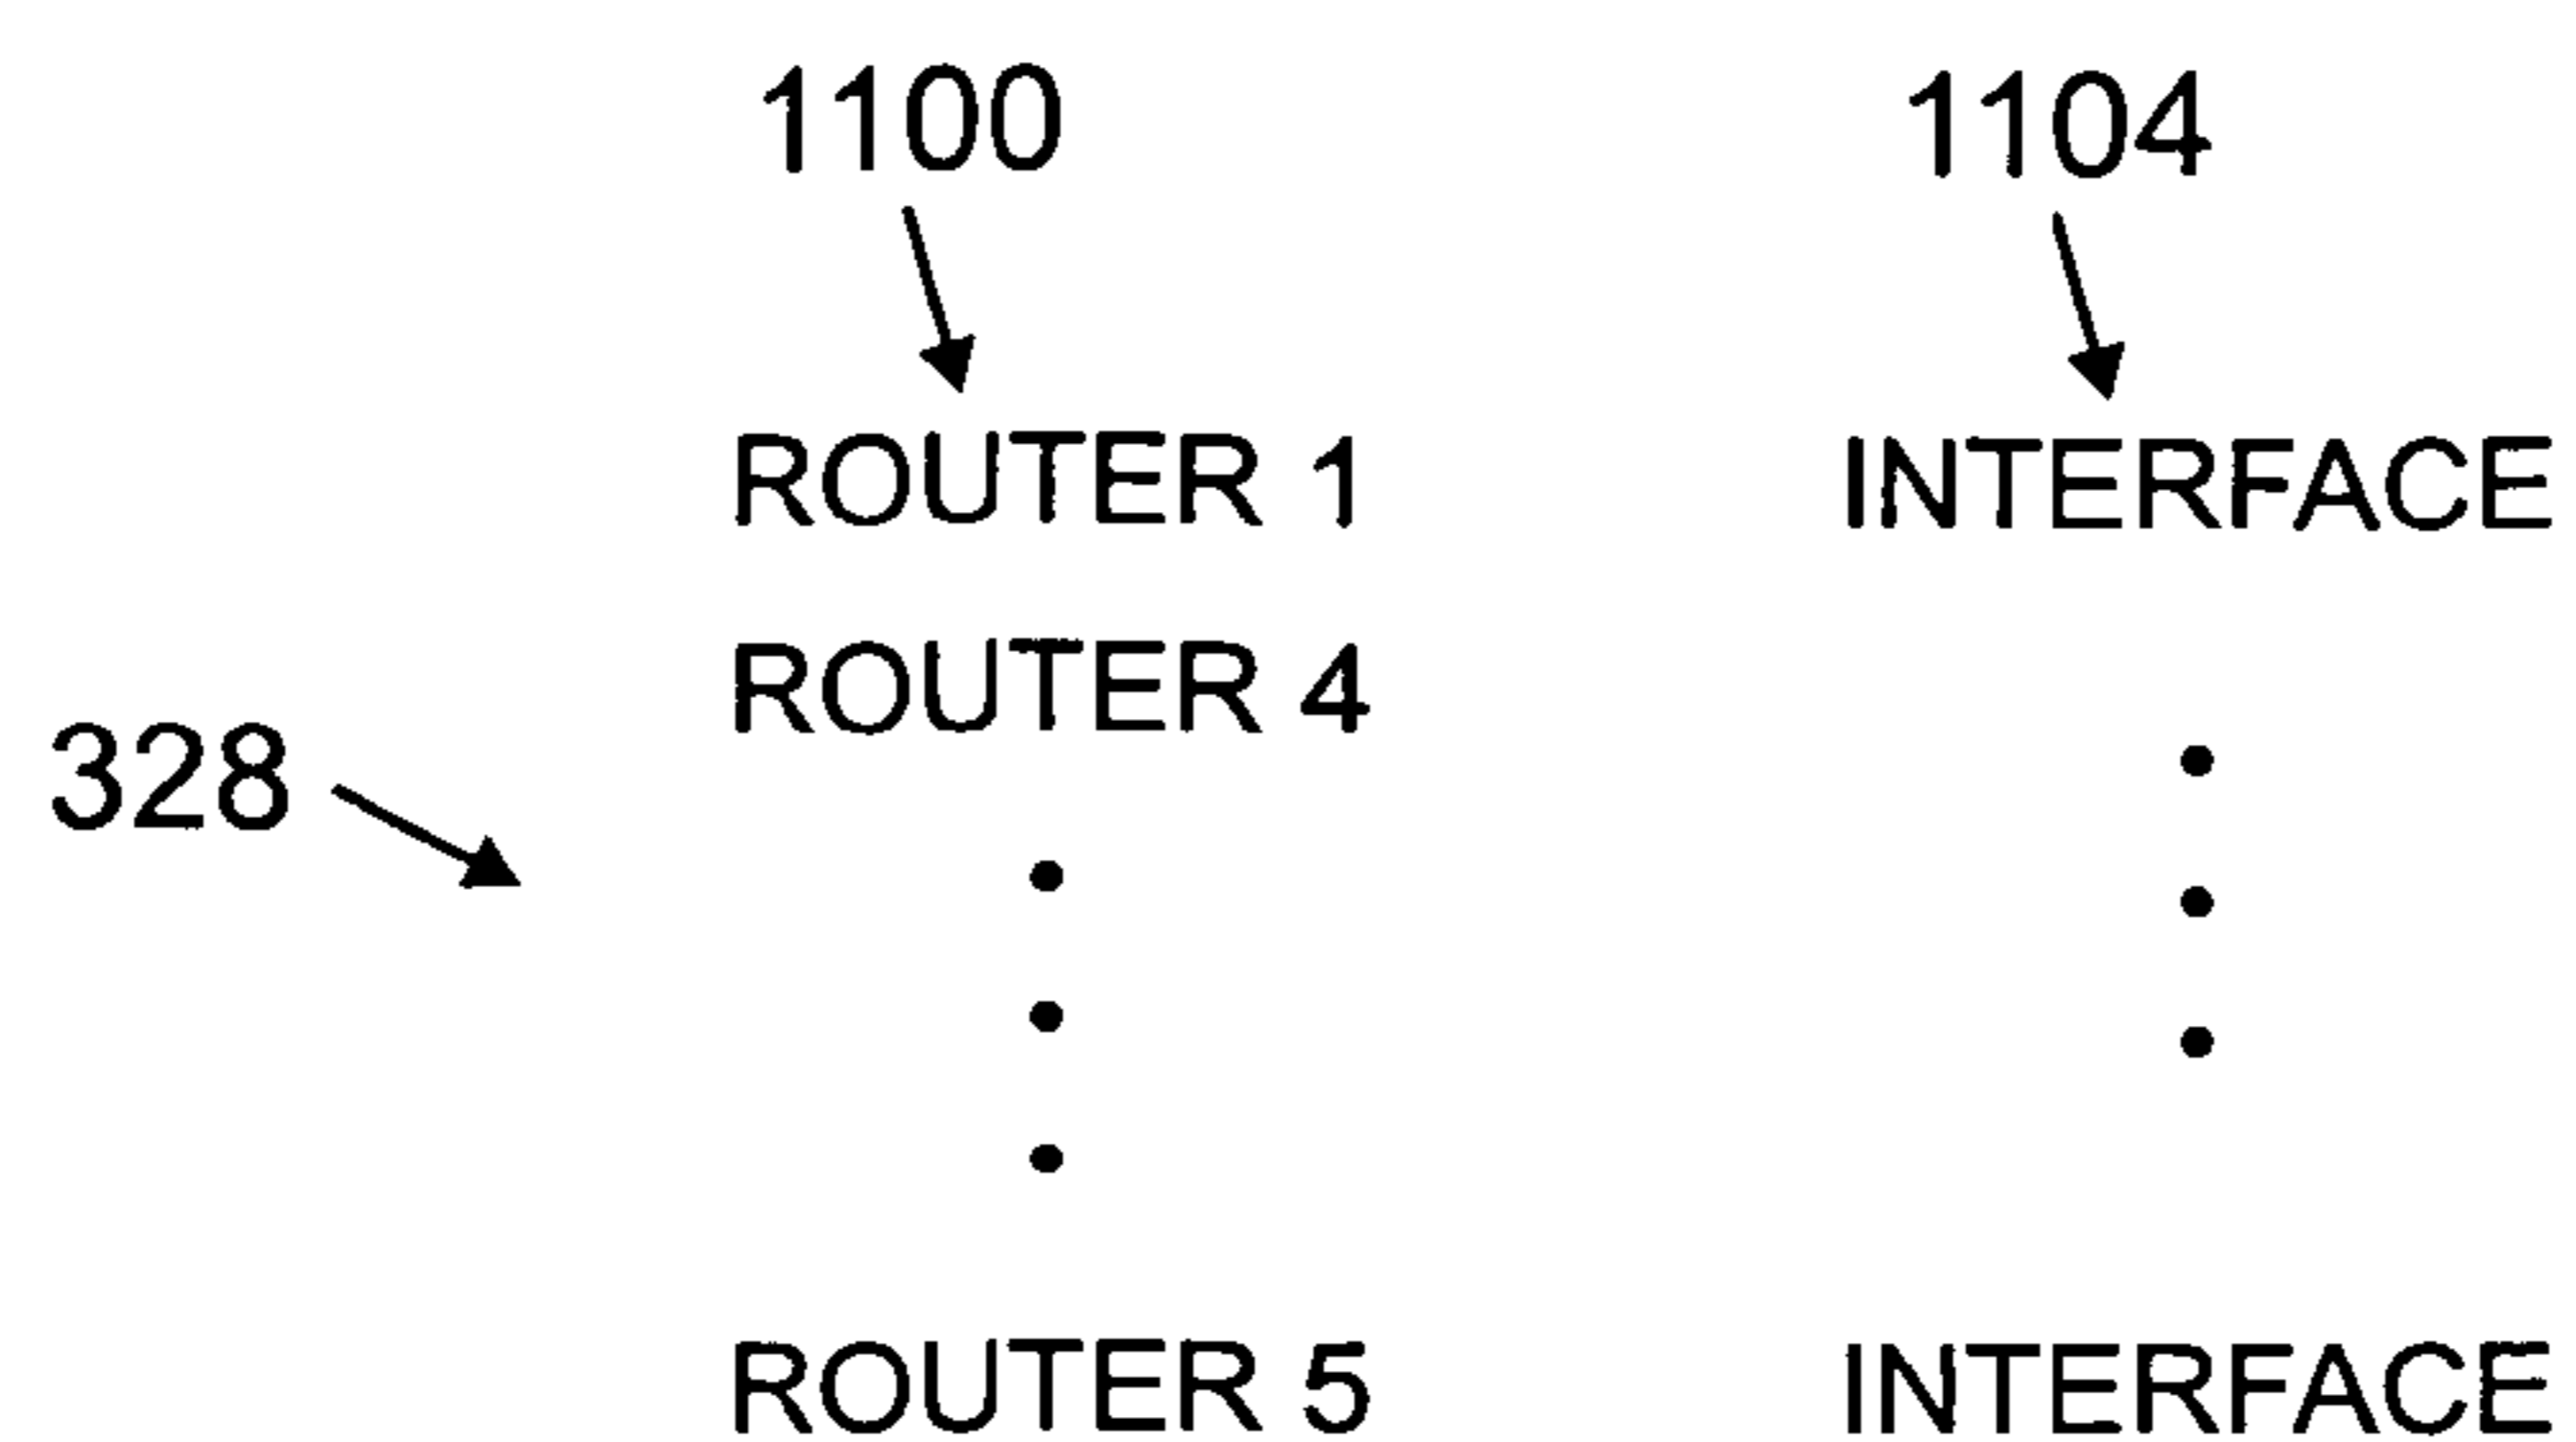 1100 1104
ROUTER 1 INTERFACE
ROUTER 4
328
ROUTER 5 INTERFACE